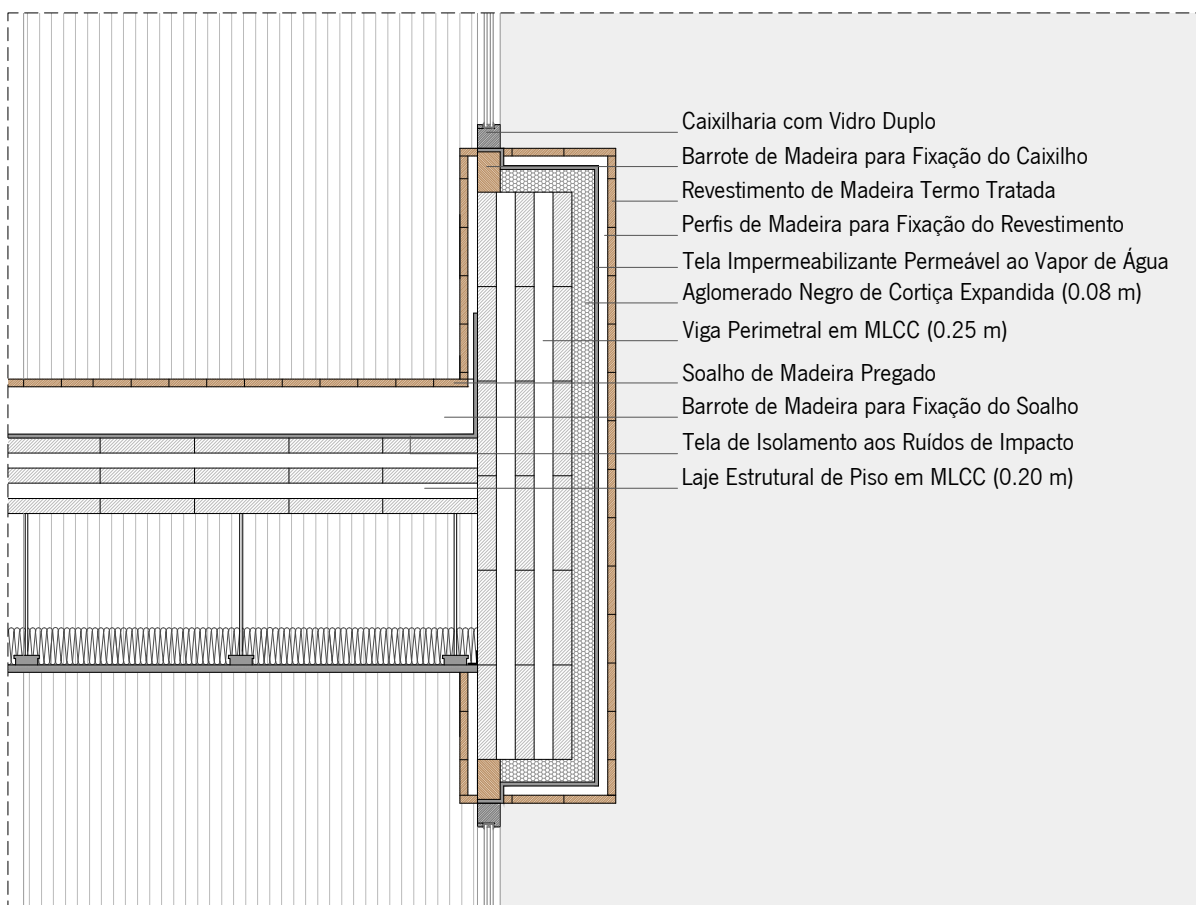 Caixilharia com Vidro Duplo
Barrote de Madeira para Fixação do Caixilho
Revestimento de Madeira Termo Tratada
Perfis de Madeira para Fixação do Revestimento
Tela Impermeabilizante Permeável ao Vapor de Água
Aglomerado Negro de Cortiça Expandida (0.08 m)
Viga Perimetral em MLCC (0.25 m)
Soalho de Madeira Pregado
Barrote de Madeira para Fixação do Soalho
Tela de Isolamento aos Ruídos de Impacto
Laje Estrutural de Piso em MLCC (0.20 m)